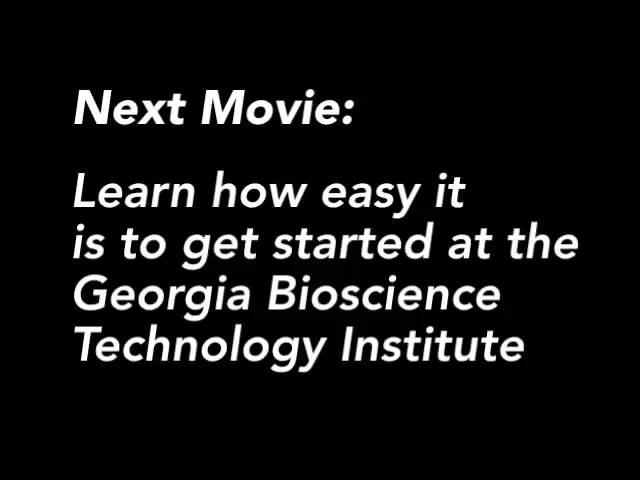 Next Movie:
Learn how easy it
is to get started at the
Georgia Bioscience
Technology Institute